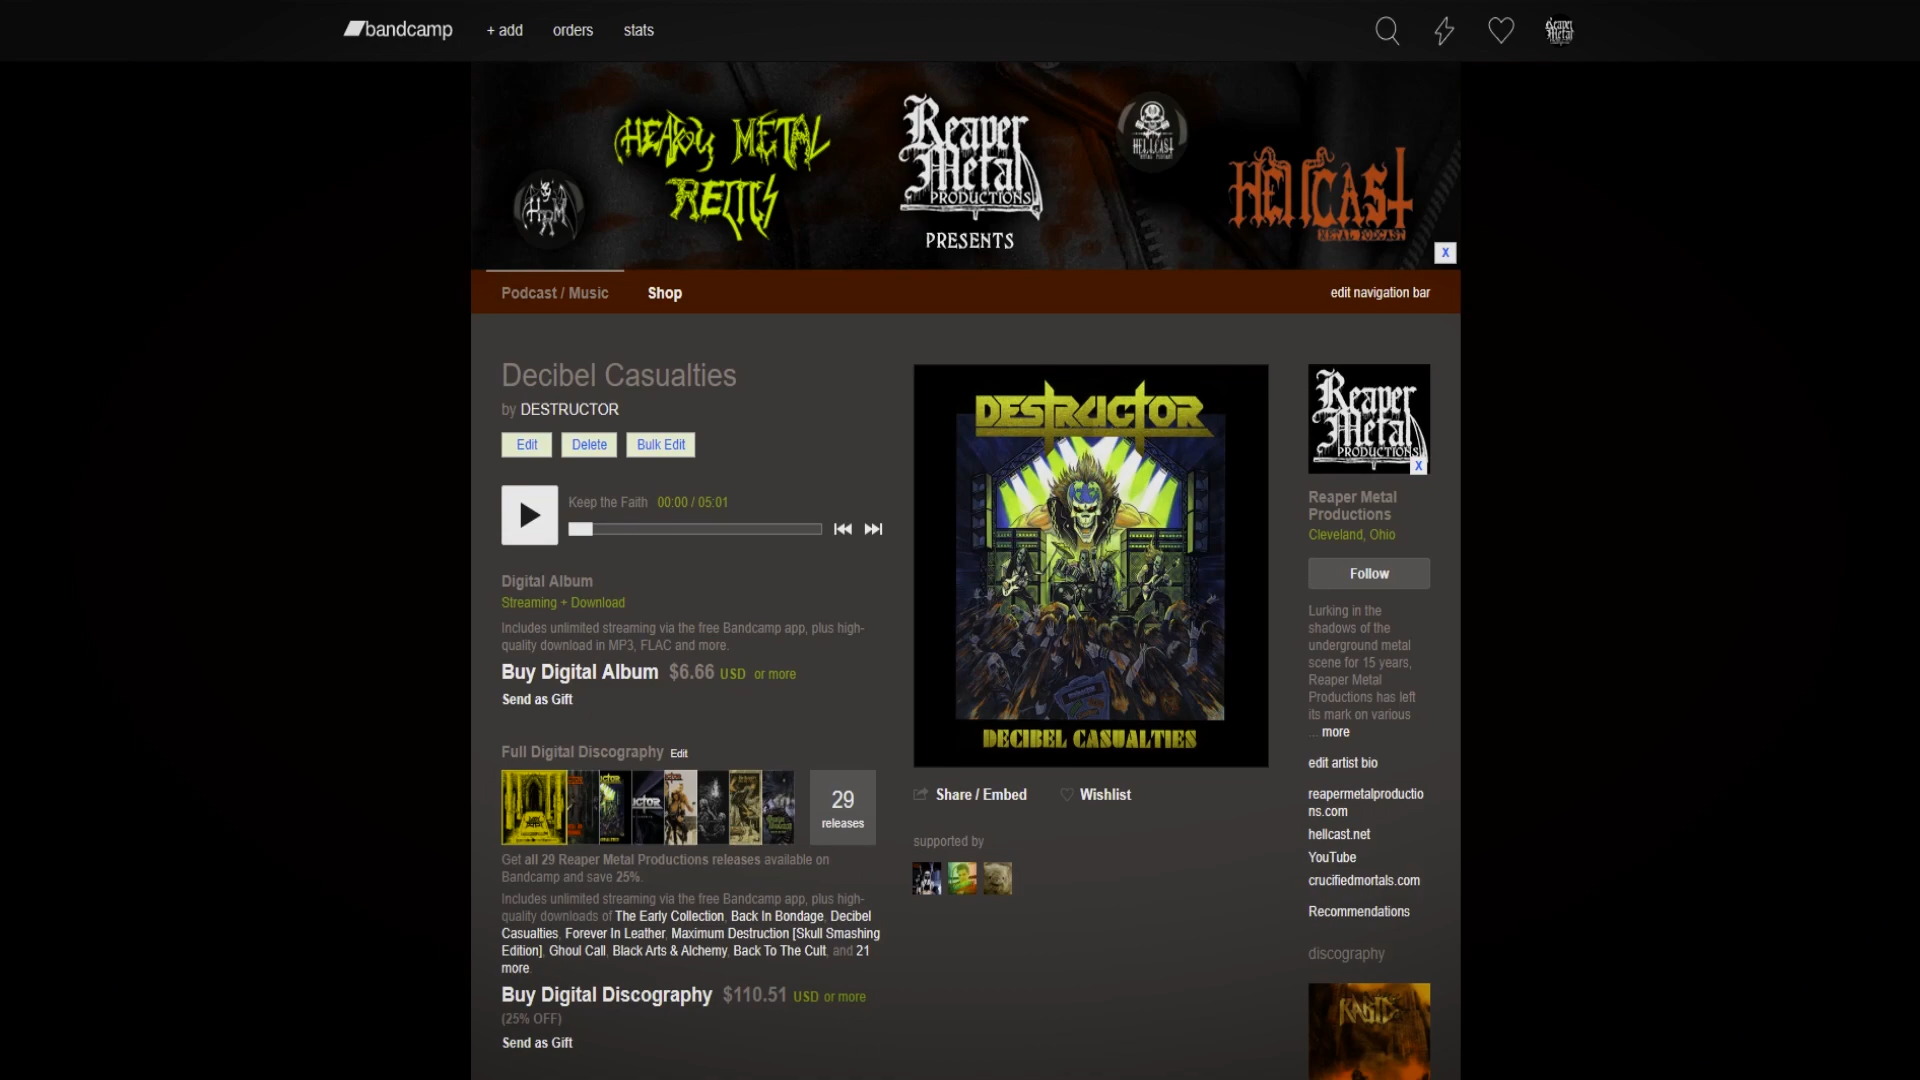 bandcamp
+ add
orders
stats
Reaper
Metal
HEAVY METAL
RELICS
Reaper
Metal
PRODUCTIONS
PRESENTS
HRM
HELLCAST
METAL PODCAST
HELLCAST
METAL PODCAST
X
Podcast / Music
Shop
edit navigation bar
Decibel Casualties
by DESTRUCTOR
Edit
Delete
Bulk Edit
Keep the Faith 00:00 / 05:01
Digital Album
Streaming + Download
Includes unlimited streaming via the free Bandcamp app, plus high-
quality download in MP3, FLAC and more.
Buy Digital Album $6.66 USD or more
Send as Gift
Full Digital Discography Edit
29
releases
Get all 29 Reaper Metal Productions releases available on
Bandcamp and save 25%.
Includes unlimited streaming via the free Bandcamp app, plus high-
quality downloads of The Early Collection, Back In Bondage, Decibel
Casualties, Forever In Leather, Maximum Destruction [Skull Smashing
Edition], Ghoul Call, Black Arts & Alchemy, Back To The Cult, and 21
more.
Buy Digital Discography $110.51 USD or more
(25% OFF)
Send as Gift
DESTRUCTOR
DECIBEL CASUALTIES
Share / Embed
Wishlist
supported by
Reaper
Metal
PRODUCTIONS
X
Reaper Metal
Productions
Cleveland, Ohio
Follow
Lurking in the
shadows of the
underground metal
scene for 15 years,
Reaper Metal
Productions has left
its mark on various
... more
edit artist bio
reapermetalproductio
ns.com
hellcast.net
YouTube
crucifiedmortals.com
Recommendations
discography